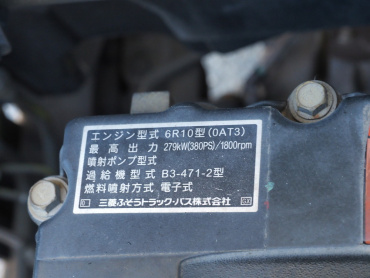 エンジン型式 6R10型(0AT3)
最高出力 279kW(380PS)/1800rpm
噴射ポンプ型式
過給機型式 B3-471-2型
燃料噴射方式 電子式
三菱ふそうトラック・バス株式会社